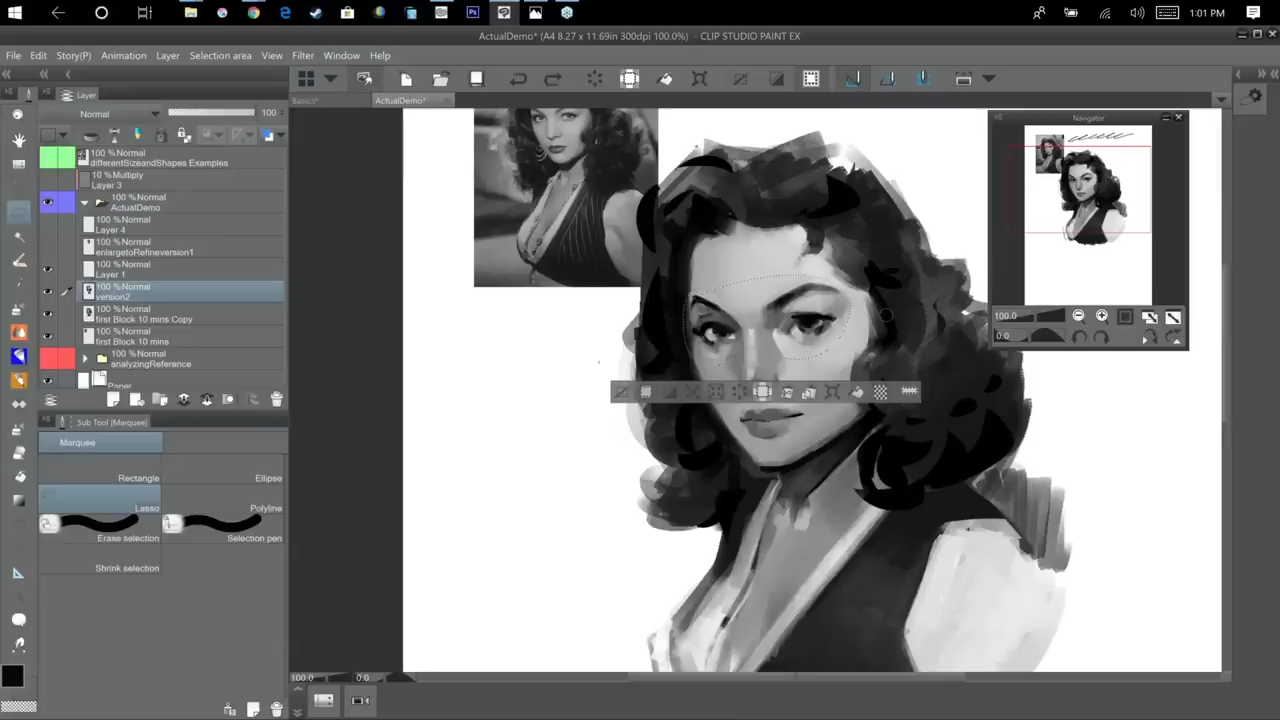 1:01 PM
ActualDemo* (A4 8.27 x 11.69in 300dpi 100.0%) - CLIP STUDIO PAINT EX
File Edit Story(P) Animation Layer Selection area View Filter Window Help
Layer
Basics* ActualDemo*
Normal 100
100 %Normal
differentSizeandShapes Examples
10 %Multiply
Layer 3
100 %Normal
ActualDemo
100 %Normal
Layer 4
100 %Normal
enlargetoRefineversion1
100 %Normal
Layer 1
100 %Normal
version2
100 %Normal
first Block 10 mins Copy
100 %Normal
first Block 10 mins
100 %Normal
analyzingReference
Paper
Sub Tool [Marquee]
Marquee
Rectangle Ellipse
Lasso Polyline
Erase selection Selection pen
Shrink selection
Navigator
100.0
0.0
100.0 0.0